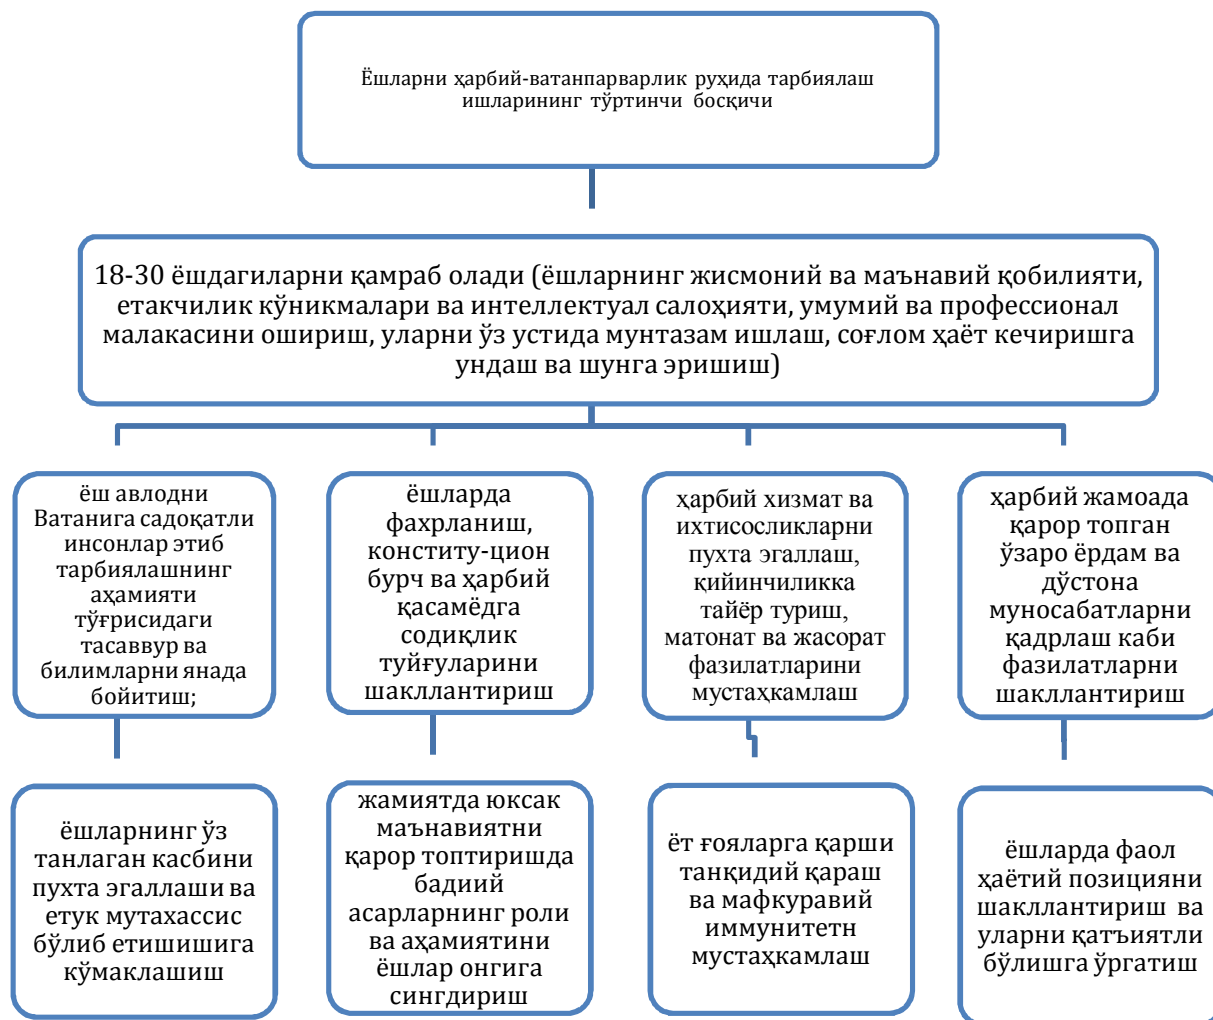 Ёшларни ҳарбий-ватанпарварлик руҳида тарбиялаш
ишларининг тўртинчи босқичи
18-30 ёшдагиларни қамраб олади (ёшларнинг жисмоний ва маънавий қобилияти,
етакчилик кўникмалари ва интеллектуал салоҳияти, умумий ва профессионал
малакасини ошириш, уларни ўз устида мунтазам ишлаш, соғлом ҳаёт кечиришга
ундаш ва шунга эришиш)
ёш авлодни
Ватанига садоқатли
инсонлар этиб
тарбиялашнинг
аҳамияти
тўғрисидаги
тасаввур ва
билимларни янада
бойитиш;
ёшларда
фахрланиш,
конститу-цион
бурч ва ҳарбий
қасамёдга
содиқлик
туйғуларини
шакллантириш
ҳарбий хизмат ва
ихтисосликларни
пухта эгаллаш,
қийинчиликка
тайёр туриш,
матонат ва жасорат
фазилатларини
мустаҳкамлаш
ҳарбий жамоада
қарор топган
ўзаро ёрдам ва
дўстона
муносабатларни
қадрлаш каби
фазилатларни
шакллантириш
ёшларнинг ўз
танлаган касбини
пухта эгаллаши ва
етук мутахассис
бўлиб етишишига
кўмаклашиш
жамиятда юксак
маънавиятни
қарор топтиришда
бадиий
асарларнинг роли
ва аҳамиятини
ёшлар онгига
сингдириш
ёт ғояларга қарши
танқидий қараш
ва мафкуравий
иммунитетн
мустаҳкамлаш
ёшларда фаол
ҳаётий позицияни
шакллантириш ва
уларни қатъиятли
бўлишга ўргатиш